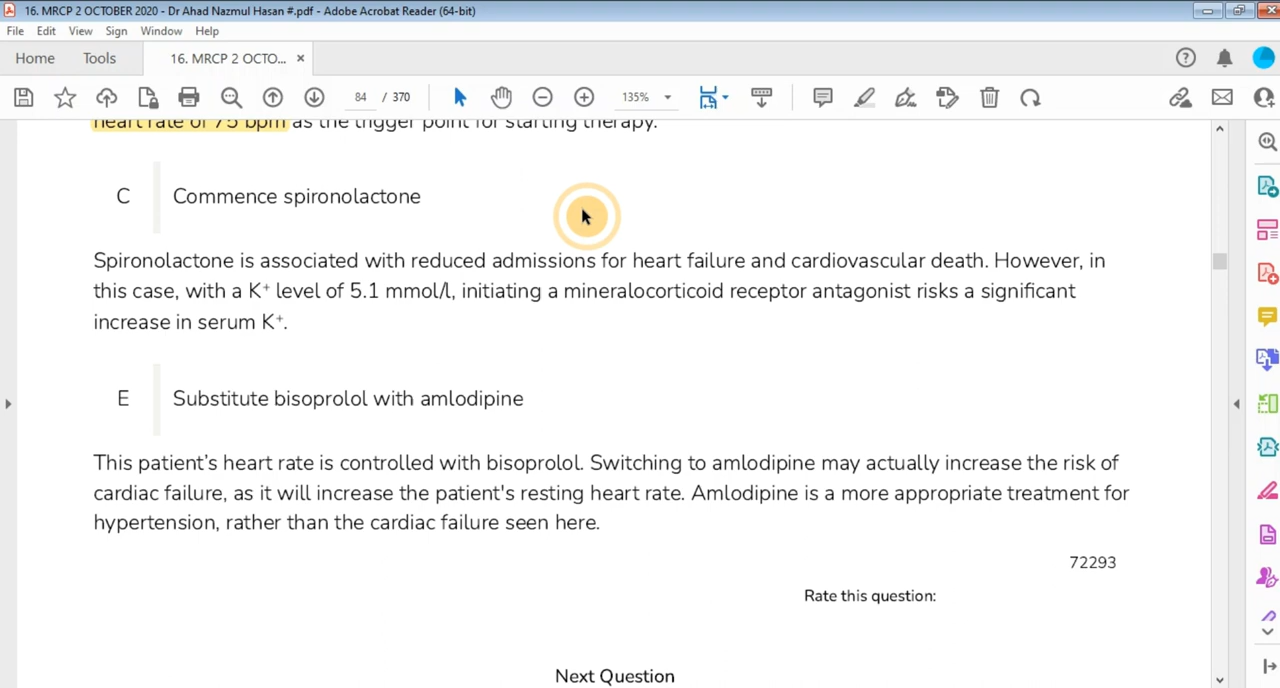 16. MRCP 2 OCTOBER 2020 - Dr Ahad Nazmul Hasan #.pdf - Adobe Acrobat Reader (64-bit)
File Edit View Sign Window Help
Home Tools 16. MRCP 2 OCTO... ×
84 / 370 135%
heart rate of 75 bpm as the trigger point for starting therapy.
C Commence spironolactone
Spironolactone is associated with reduced admissions for heart failure and cardiovascular death. However, in
this case, with a K⁺ level of 5.1 mmol/l, initiating a mineralocorticoid receptor antagonist risks a significant
increase in serum K⁺.
E Substitute bisoprolol with amlodipine
This patient's heart rate is controlled with bisoprolol. Switching to amlodipine may actually increase the risk of
cardiac failure, as it will increase the patient's resting heart rate. Amlodipine is a more appropriate treatment for
hypertension, rather than the cardiac failure seen here.
72293
Rate this question:
Next Question